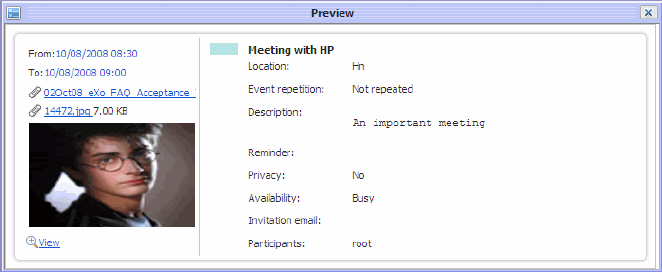 Preview
From:10/08/2008 08:30
To:10/08/2008 09:00
02Oct08_eXo_FAQ_Acceptance_
14472.jpg 7.00 KB
View
Meeting with HP
Location: Hn
Event repetition: Not repeated
Description:
An important meeting
Reminder:
Privacy: No
Availability: Busy
Invitation email:
Participants: root